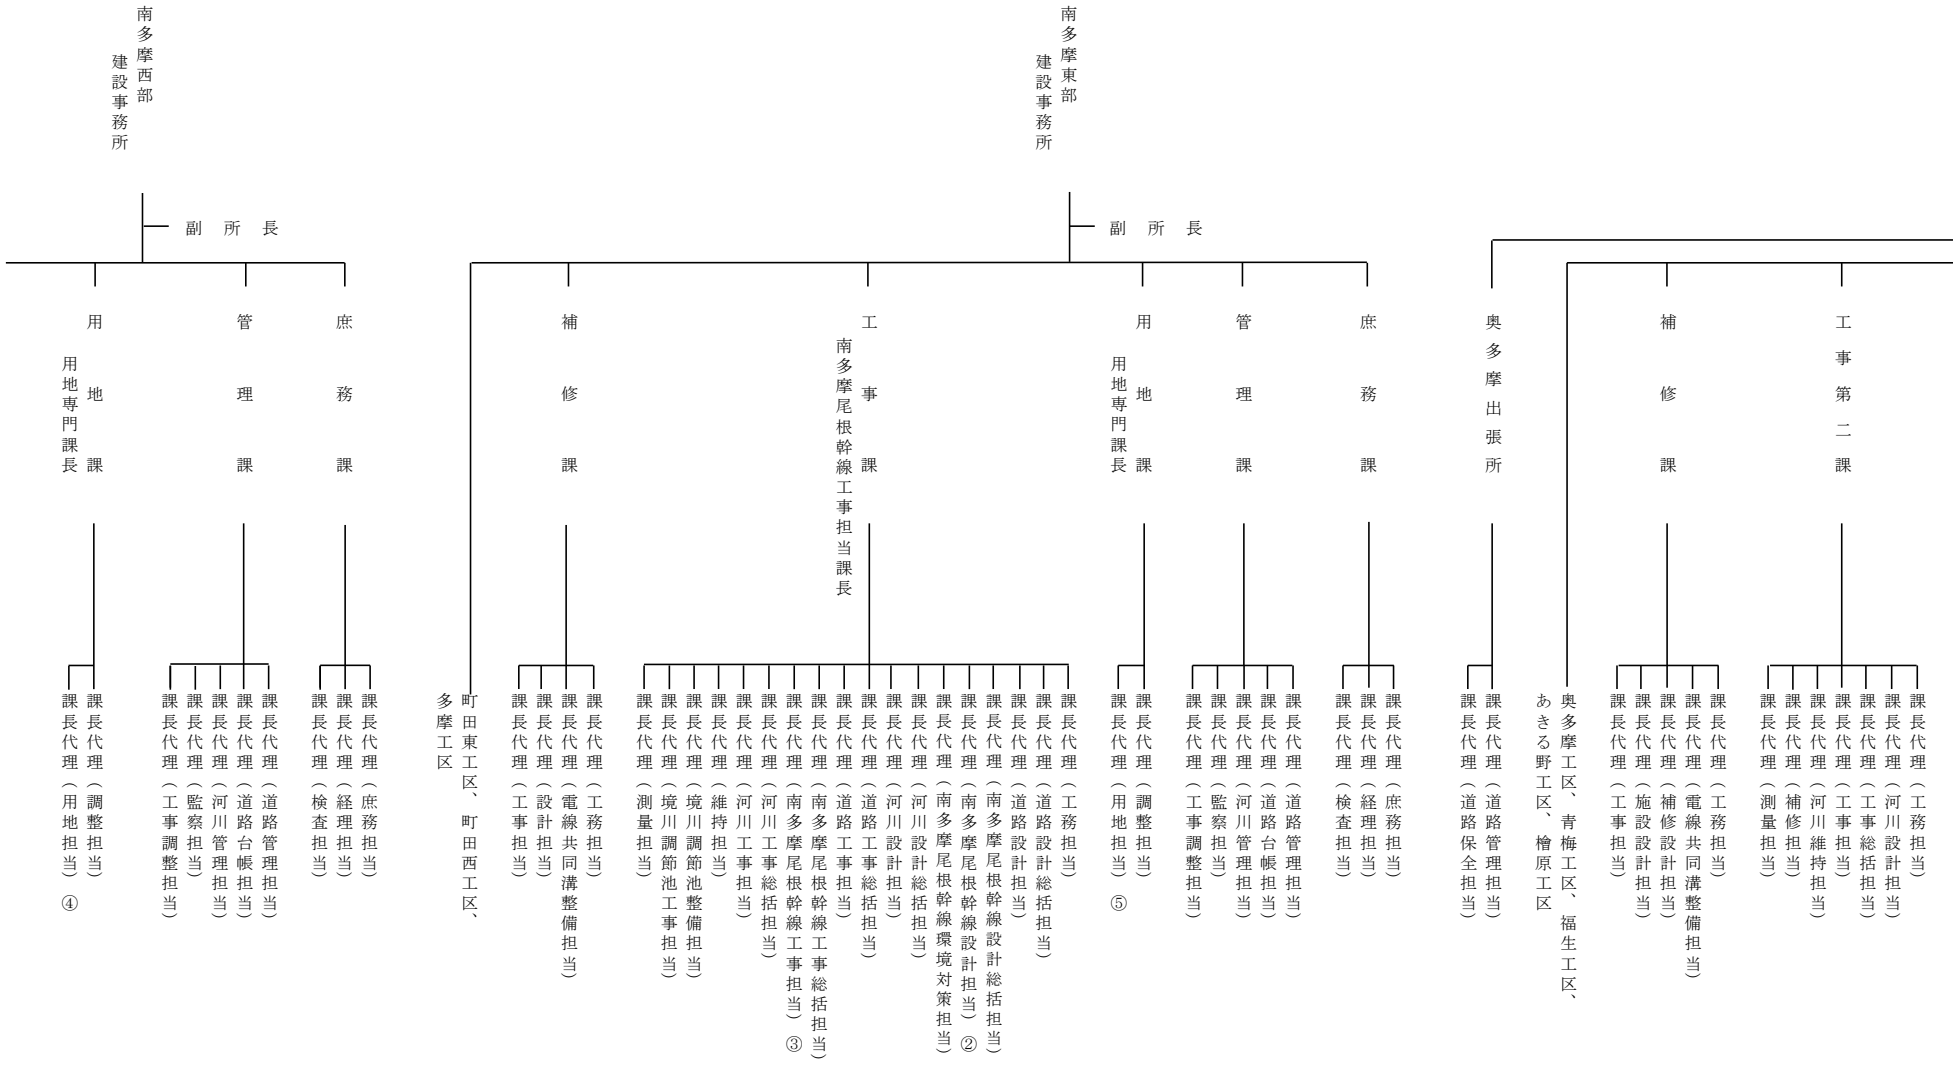 工事第二課
課長代理（工務担当）
課長代理（河川設計担当）
課長代理（工事総括担当）
課長代理（工事担当）
課長代理（河川維持担当）
課長代理（補修担当）
課長代理（測量担当）
補修課
課長代理（工務担当）
課長代理（電線共同溝整備担当）
課長代理（補修設計担当）
課長代理（施設設計担当）
課長代理（工事担当）
奥多摩工区、青梅工区、福生工区、
あきる野工区、檜原工区
奥多摩出張所
課長代理（道路管理担当）
課長代理（道路保全担当）
南多摩東部
建設事務所
副所長
庶務課
課長代理（庶務担当）
課長代理（経理担当）
課長代理（検査担当）
管理課
課長代理（道路管理担当）
課長代理（道路台帳担当）
課長代理（河川管理担当）
課長代理（監察担当）
課長代理（工事調整担当）
用地課
用地専門課長
課長代理（調整担当）
課長代理（用地担当）⑤
工事課
南多摩尾根幹線工事担当課長
課長代理（工務担当）
課長代理（道路設計総括担当）
課長代理（道路設計担当）
課長代理（南多摩尾根幹線設計総括担当）
課長代理（南多摩尾根幹線設計担当）②
課長代理（南多摩尾根幹線環境対策担当）
課長代理（河川設計総括担当）
課長代理（河川設計担当）
課長代理（道路工事総括担当）
課長代理（道路工事担当）
課長代理（南多摩尾根幹線工事総括担当）
課長代理（南多摩尾根幹線工事担当）③
課長代理（河川工事総括担当）
課長代理（河川工事担当）
課長代理（維持担当）
課長代理（境川調節池整備担当）
課長代理（境川調節池工事担当）
課長代理（測量担当）
補修課
課長代理（工務担当）
課長代理（電線共同溝整備担当）
課長代理（設計担当）
課長代理（工事担当）
町田東工区、町田西工区、
多摩工区
南多摩西部
建設事務所
副所長
庶務課
課長代理（庶務担当）
課長代理（経理担当）
課長代理（検査担当）
管理課
課長代理（道路管理担当）
課長代理（道路台帳担当）
課長代理（河川管理担当）
課長代理（監察担当）
課長代理（工事調整担当）
用地課
用地専門課長
課長代理（調整担当）
課長代理（用地担当）④